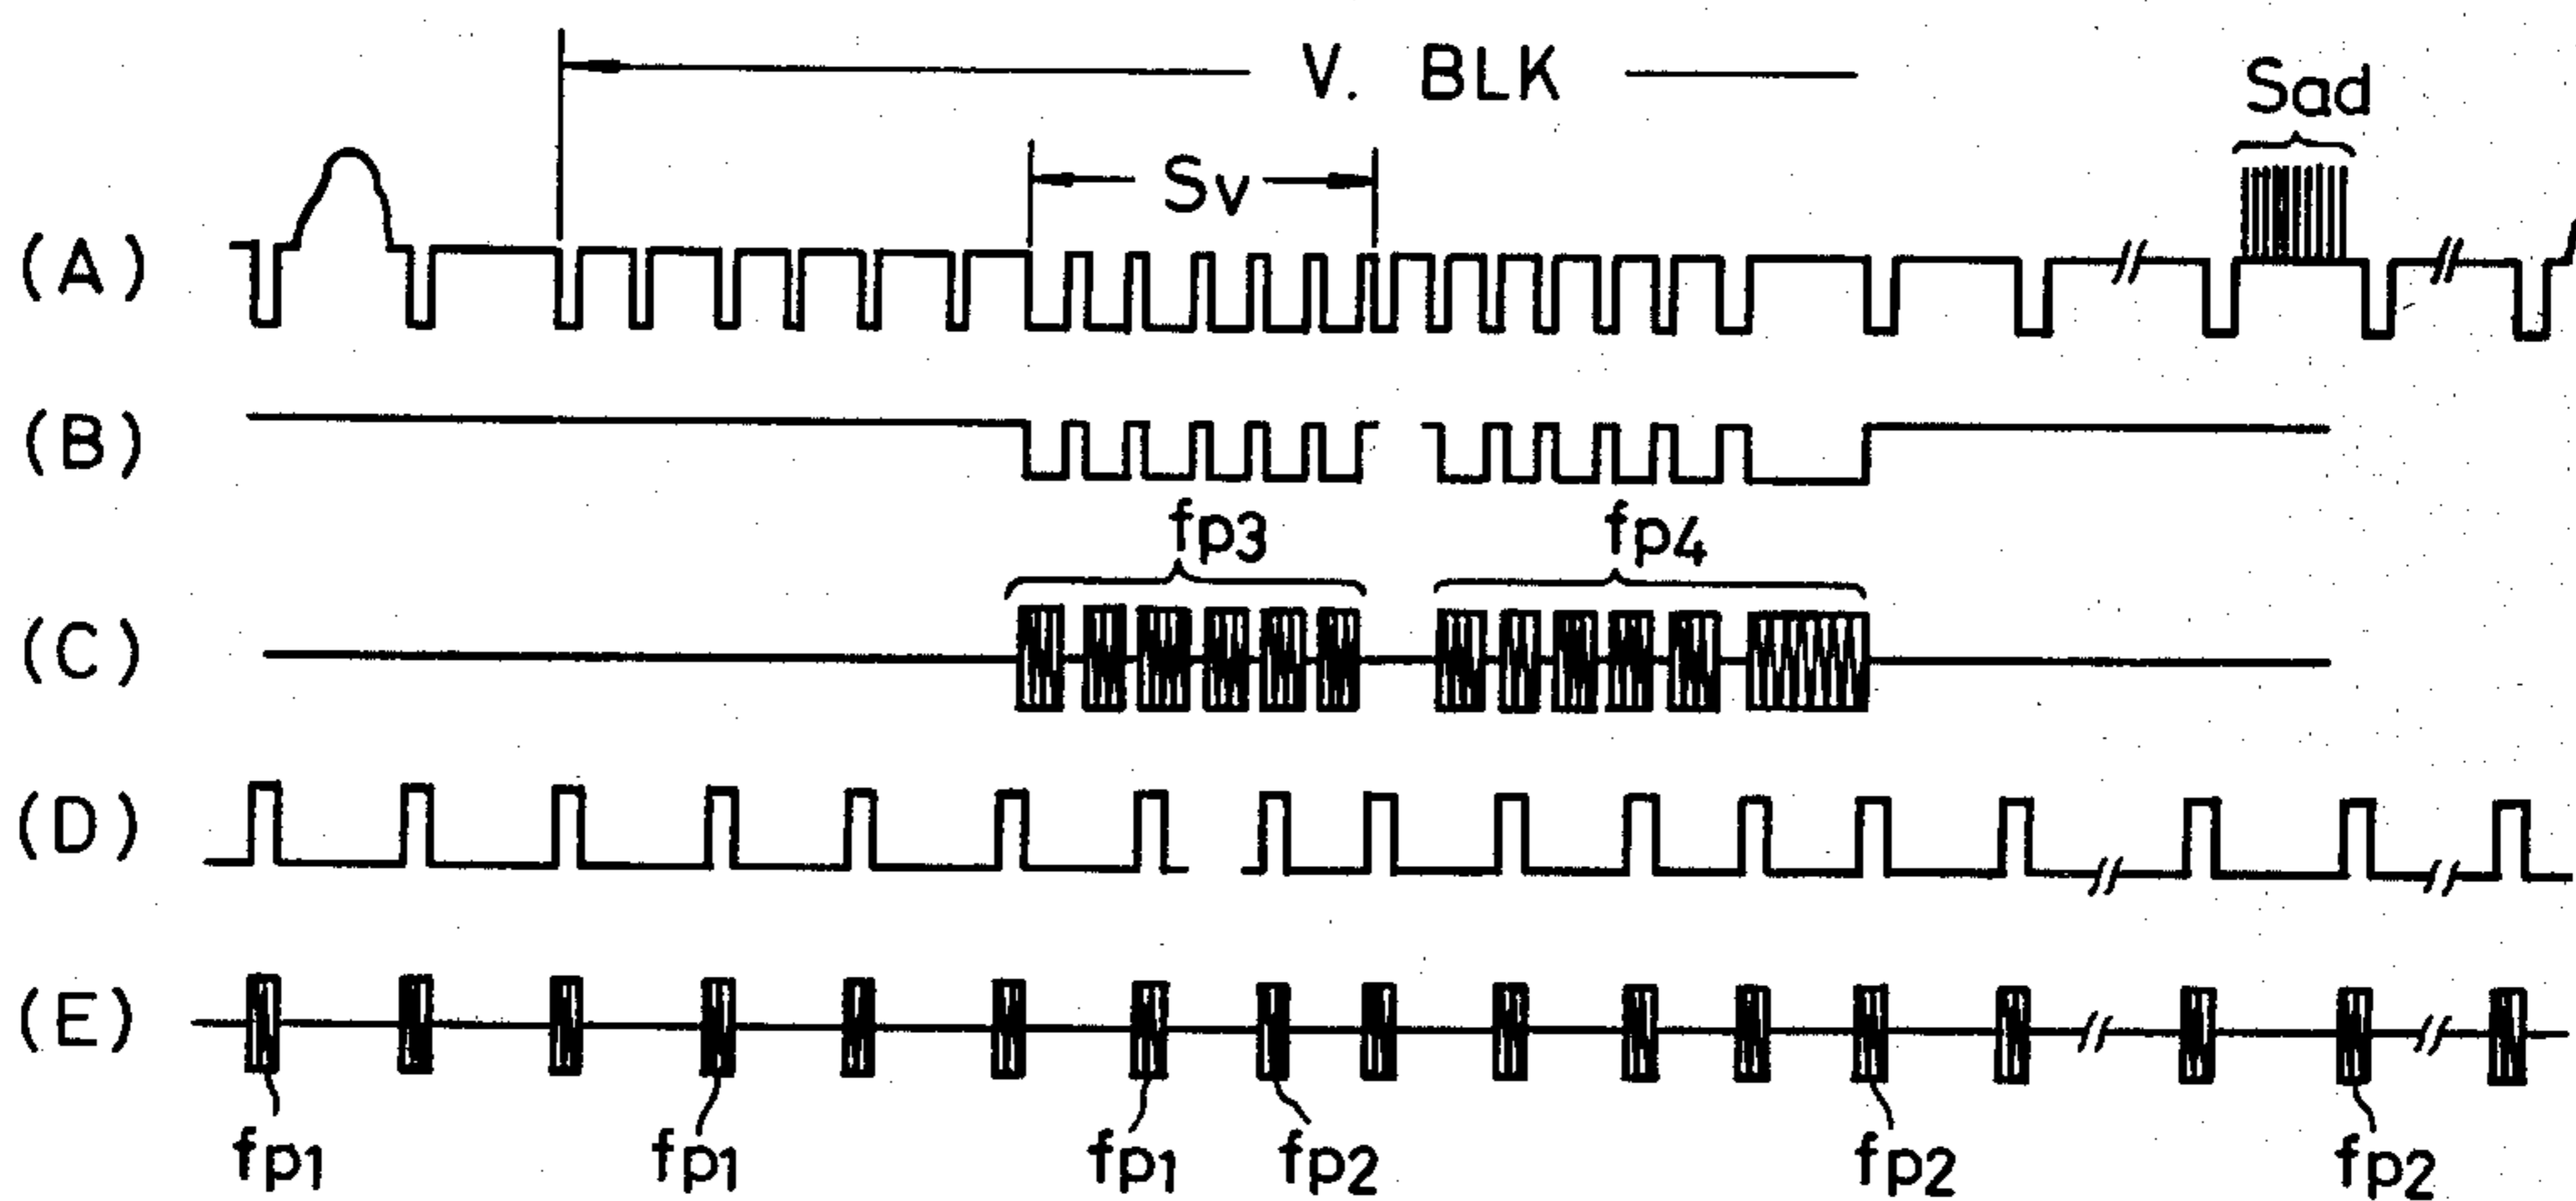 V. BLK
Sad
Sv
(A)
(B)
fp3 fp4
(C)
(D)
(E)
fp1 fp1 fp1 fp2 fp2 fp2